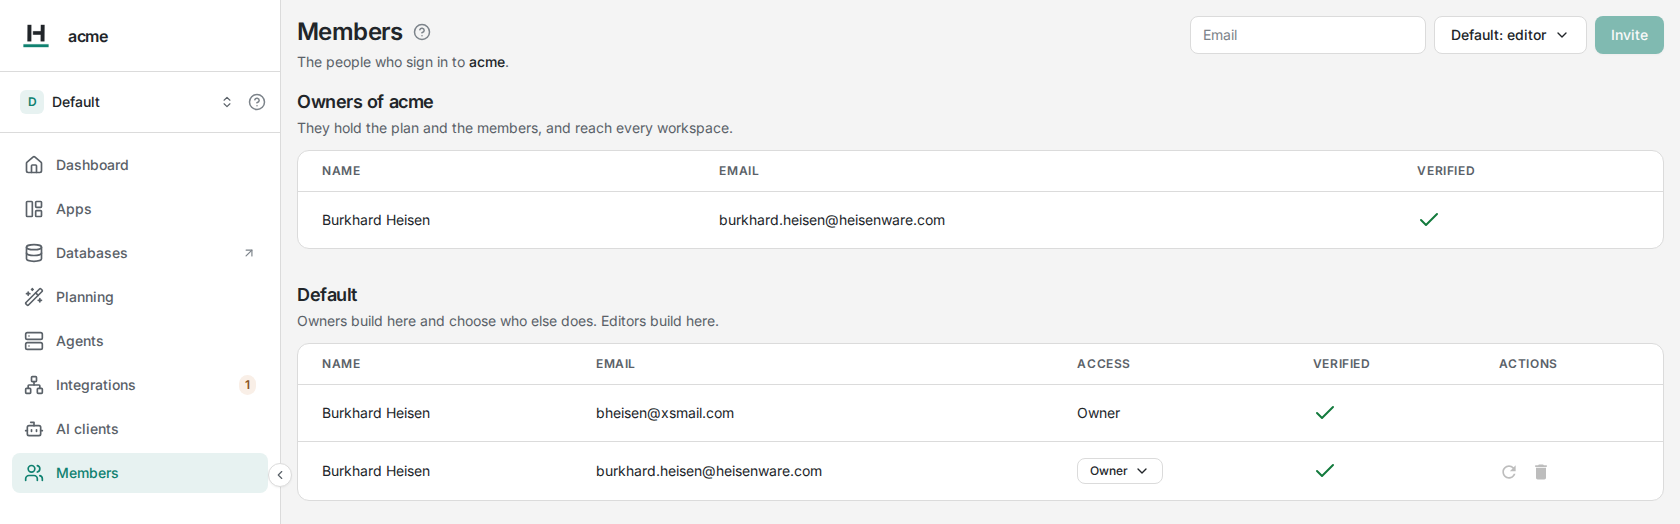 acme
D Default
Dashboard
Apps
Databases
Planning
Agents
Integrations 1
AI clients
Members
Members
The people who sign in to acme.
Email
Default: editor
Invite
Owners of acme
They hold the plan and the members, and reach every workspace.
NAME EMAIL VERIFIED
Burkhard Heisen burkhard.heisen@heisenware.com
Default
Owners build here and choose who else does. Editors build here.
NAME EMAIL ACCESS VERIFIED ACTIONS
Burkhard Heisen bheisen@xsmail.com Owner
Burkhard Heisen burkhard.heisen@heisenware.com Owner